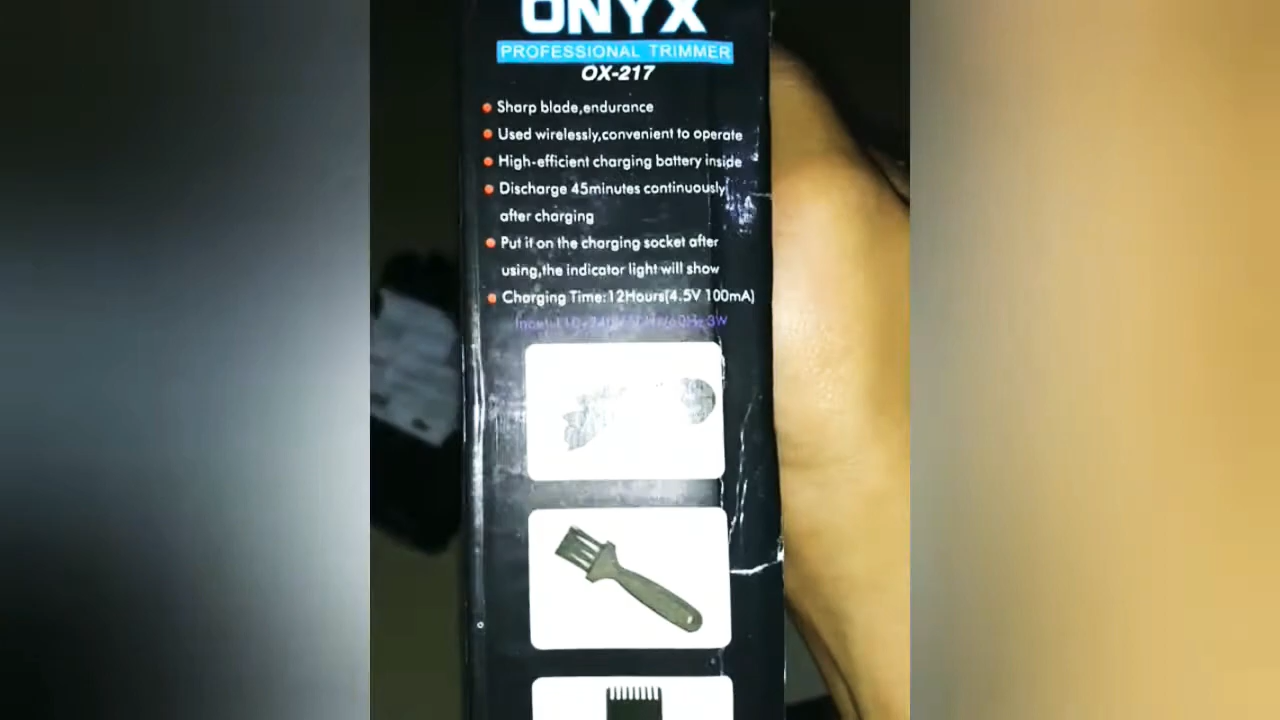 ONYX
PROFESSIONAL TRIMMER
OX-217
Sharp blade,endurance
Used wirelessly,convenient to operate
High-efficient charging battery inside
Discharge 45minutes continuously
after charging
Put it on the charging socket after
using,the indicator light will show
Charging Time:12Hours(4.5V 100mA)
3W